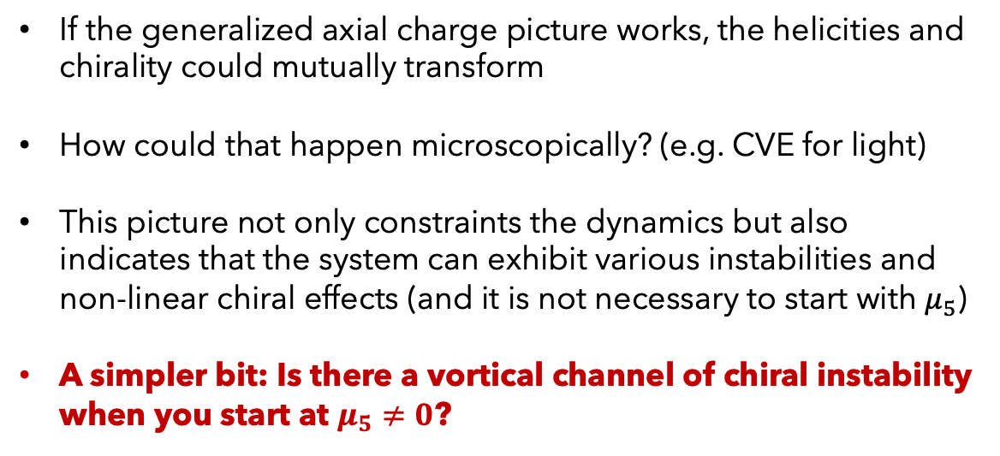 • If the generalized axial charge picture works, the helicities and
chirality could mutually transform
• How could that happen microscopically? (e.g. CVE for light)
• This picture not only constraints the dynamics but also
indicates that the system can exhibit various instabilities and
non-linear chiral effects (and it is not necessary to start with μ₅)
• A simpler bit: Is there a vortical channel of chiral instability
when you start at μ₅ ≠ 0?